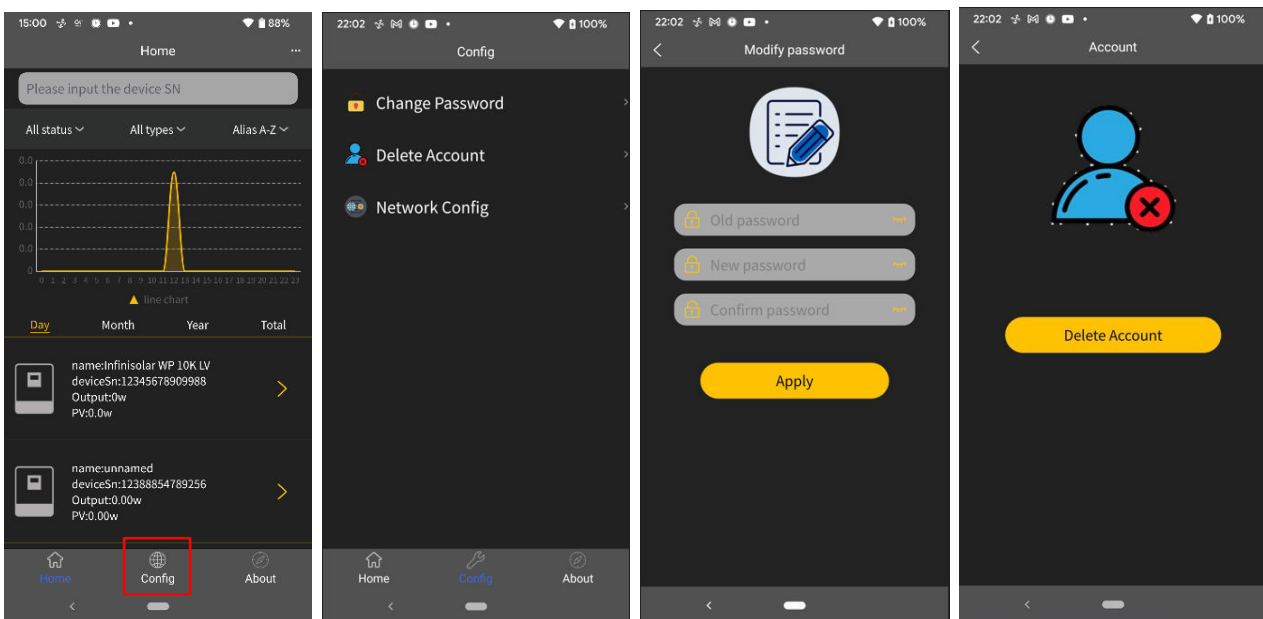 15:00
88%
Home
...
Please input the device SN
All status
All types
Alias A-Z
0.0
0.0
0.0
0.0
0.0
0
0 1 2 3 4 5 6 7 8 9 10 11 12 13 14 15 16 17 18 19 20 21 22 23
line chart
Day Month Year Total
name:Infinisolar WP 10K LV
deviceSn:12345678909988
Output:0w
PV:0.0w
name:unnamed
deviceSn:12388854789256
Output:0.00w
PV:0.00w
Home Config About
22:02
100%
Config
Change Password
Delete Account
Network Config
Home Config About
22:02
100%
Modify password
Old password
New password
Confirm password
Apply
22:02
100%
Account
Delete Account